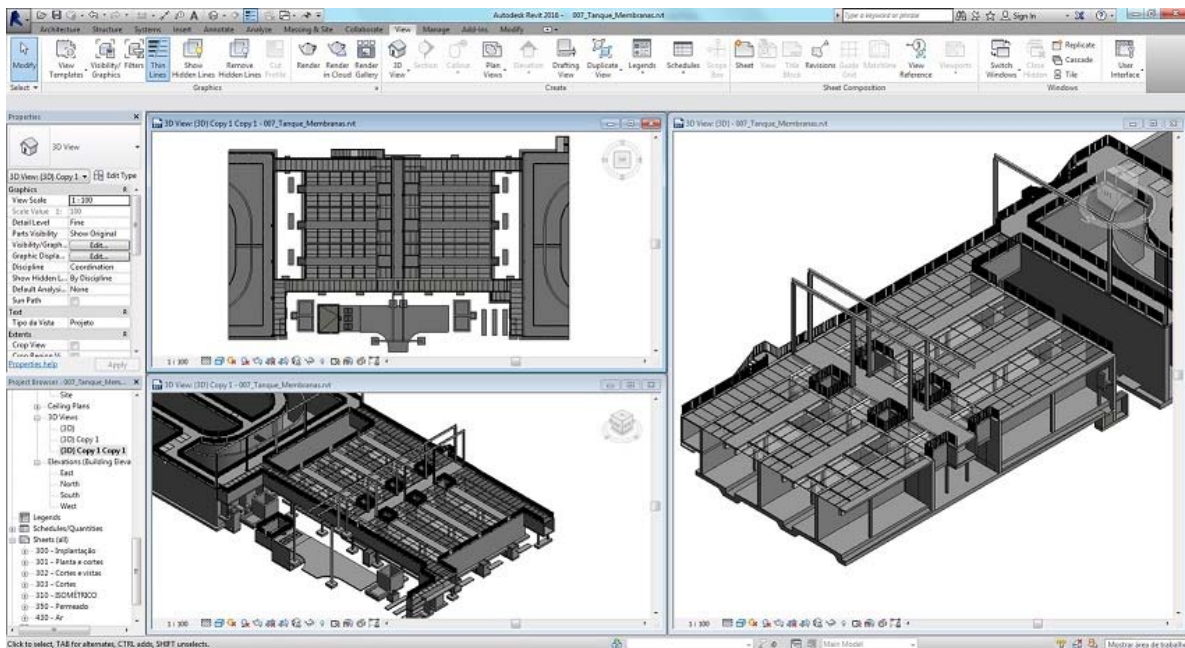 Autodesk Revit 2016 - 007_Tanque_Membranas.rvt
Type a keyword or phrase
Sign In
Architecture Structure Systems Insert Annotate Analyze Massing & Site Collaborate View Manage Add-Ins Modify
Modify
View Templates
Visibility/ Graphics
Filters
Thin Lines
Show Hidden Lines
Remove Hidden Lines
Cut Profile
Render
Render in Cloud
Render Gallery
3D View
Section
Callout
Plan Views
Elevation
Drafting View
Duplicate View
Legends
Schedules
Scope Box
Sheet
View
Title Block
Revisions
Guide Grid
Matchline
View Reference
Viewports
Switch Windows
Close Hidden
Replicate
Cascade
Tile
User Interface
Select
Graphics
Create
Sheet Composition
Windows
Properties
3D View
3D View: (3D) Copy 1
Edit Type
Graphics
View Scale 1 : 100
Scale Value 1: 100
Detail Level Fine
Parts Visibility Show Original
Visibility/Graph... Edit...
Graphic Displa... Edit...
Discipline Coordination
Show Hidden L... By Discipline
Default Analysi... None
Sun Path
Text
Tipo da Vista Projeto
Extents
Crop View
Properties help
Apply
Project Browser - 007_Tanque_Mem...
Site
Ceiling Plans
3D Views
(3D)
(3D) Copy 1
(3D) Copy 1 Copy 1
Elevations (Building Eleva
East
North
South
West
Legends
Schedules/Quantities
Sheets (all)
300 - Implantação
301 - Planta e cortes
302 - Cortes e vistas
303 - Cortes
310 - ISOMÉTRICO
350 - Permeado
430 - Ar
3D View: (3D) Copy 1 Copy 1 - 007_Tanque_Membranas.rvt
1 : 100
3D View: (3D) Copy 1 - 007_Tanque_Membranas.rvt
1 : 100
3D View: (3D) - 007_Tanque_Membranas.rvt
1 : 100
Click to select, TAB for alternates, CTRL adds, SHIFT unselects.
Main Model
Mostrar área de trabalho